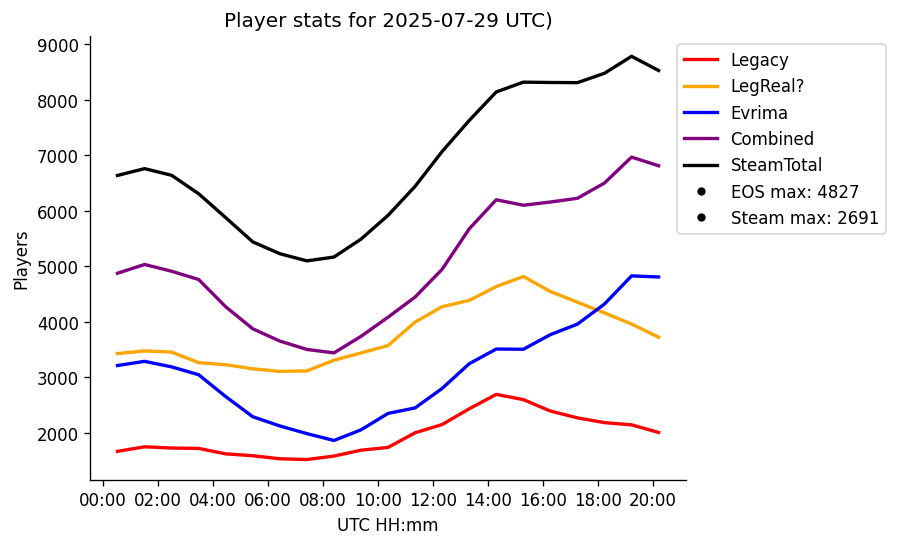 Player stats for 2025-07-29 UTC)
9000
8000
7000
6000
5000
4000
3000
2000
Players
00:00 02:00 04:00 06:00 08:00 10:00 12:00 14:00 16:00 18:00 20:00
UTC HH:mm
Legacy
LegReal?
Evrima
Combined
SteamTotal
EOS max: 4827
Steam max: 2691